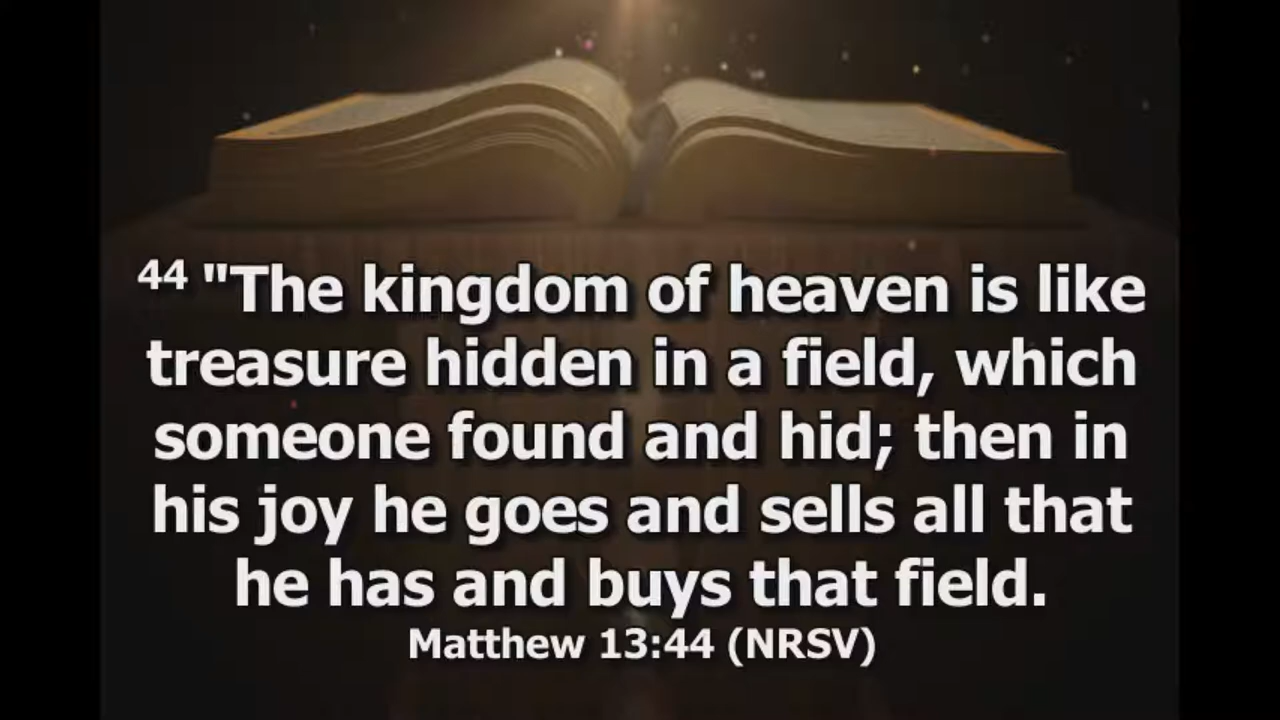 44 "The kingdom of heaven is like
treasure hidden in a field, which
someone found and hid; then in
his joy he goes and sells all that
he has and buys that field.
Matthew 13:44 (NRSV)